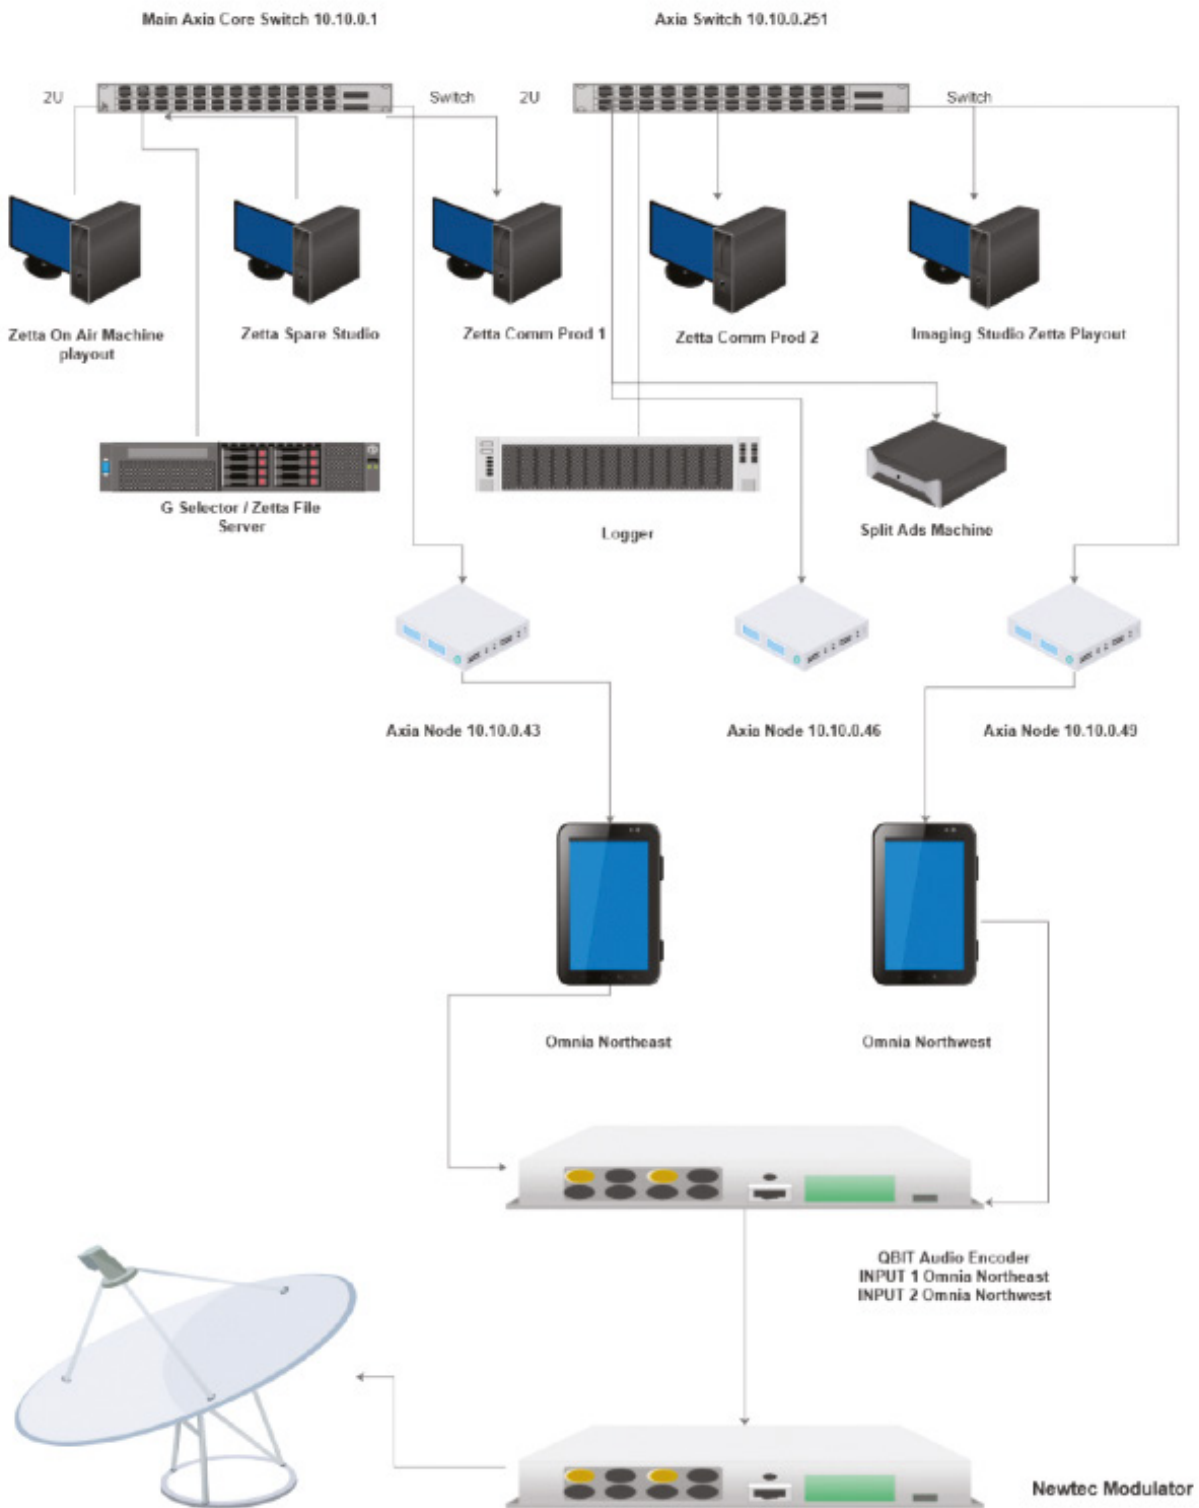 Main Axia Core Switch 10.10.0.1
Axia Switch 10.10.0.251
2U
Switch
2U
Switch
Zetta On Air Machine
playout
Zetta Spare Studio
Zetta Comm Prod 1
Zetta Comm Prod 2
Imaging Studio Zetta Playout
G Selector / Zetta File
Server
Logger
Split Ads Machine
Axia Node 10.10.0.43
Axia Node 10.10.0.46
Axia Node 10.10.0.49
Omnia Northeast
Omnia Northwest
QBIT Audio Encoder
INPUT 1 Omnia Northeast
INPUT 2 Omnia Northwest
Newtec Modulator